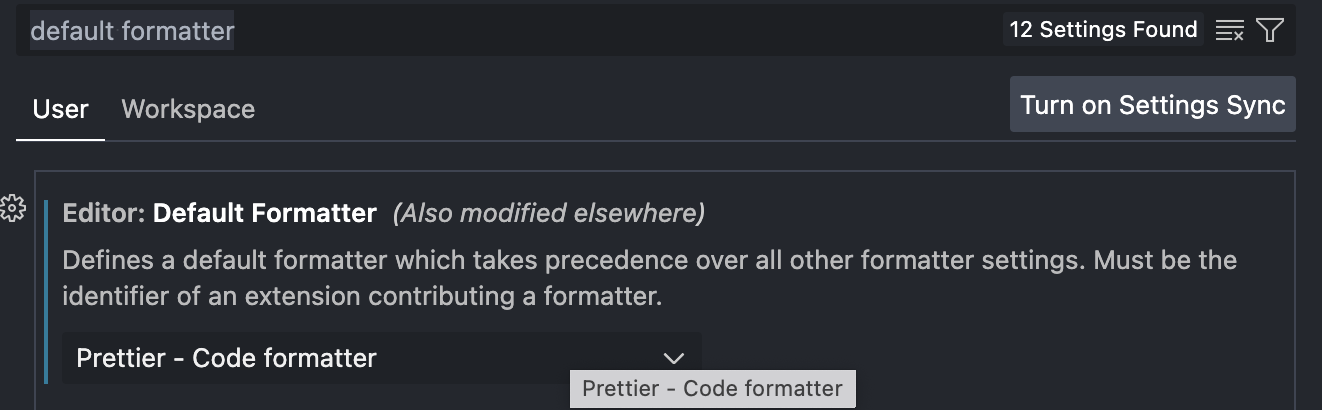 default formatter
12 Settings Found
User
Workspace
Turn on Settings Sync
Editor: Default Formatter (Also modified elsewhere)
Defines a default formatter which takes precedence over all other formatter settings. Must be the
identifier of an extension contributing a formatter.
Prettier - Code formatter
Prettier - Code formatter